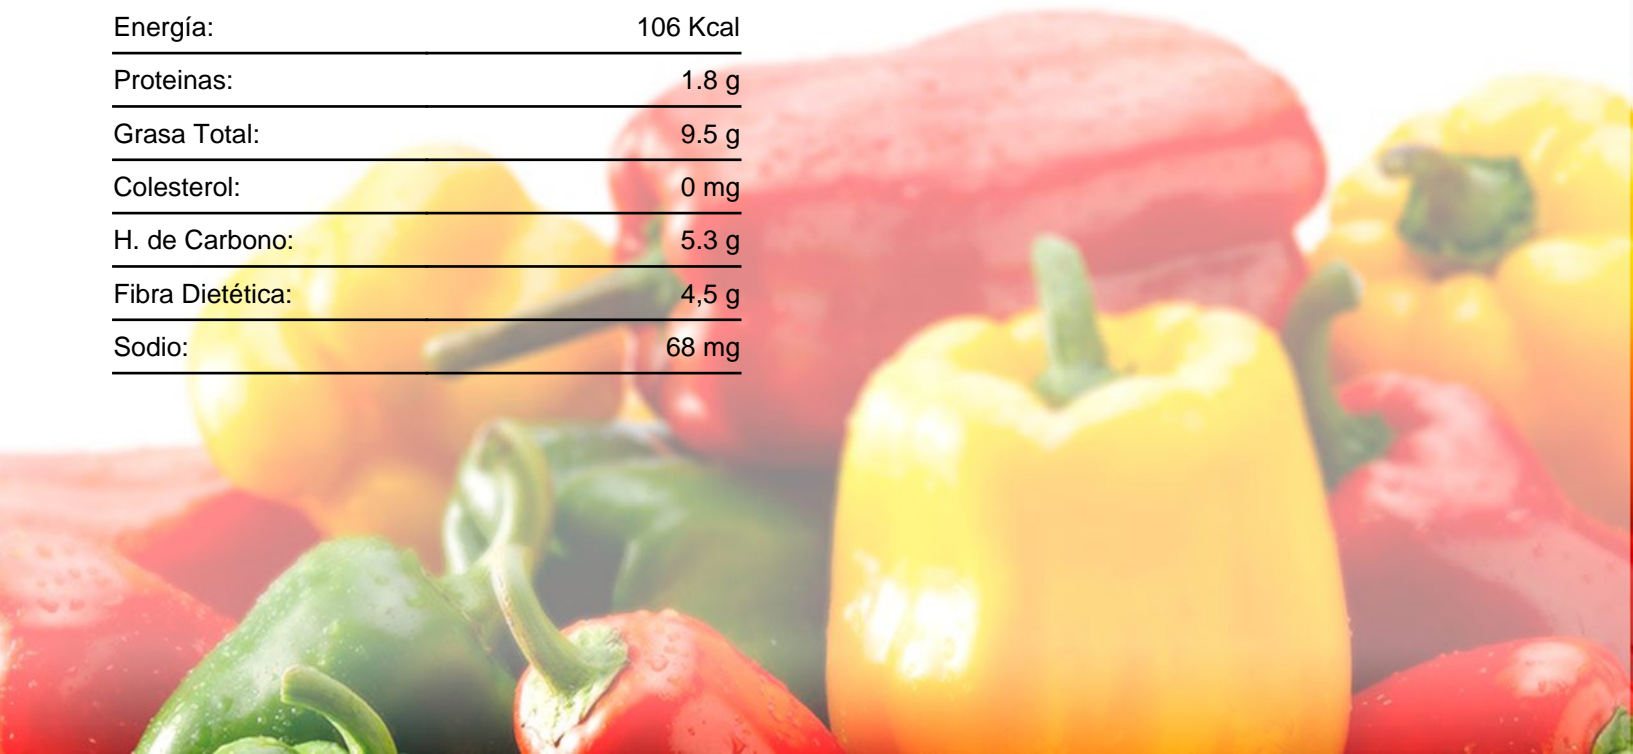 Energía: 106 Kcal
Proteinas: 1.8 g
Grasa Total: 9.5 g
Colesterol: 0 mg
H. de Carbono: 5.3 g
Fibra Dietética: 4,5 g
Sodio: 68 mg